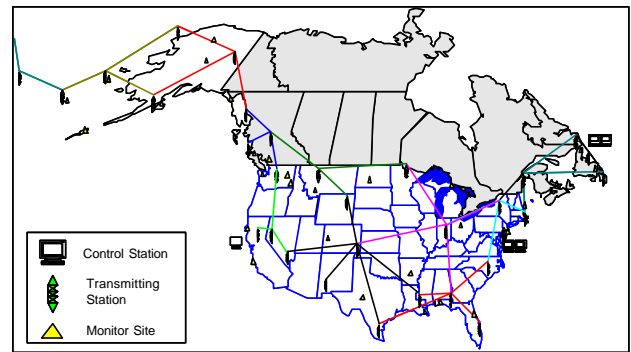 Control Station
Transmitting
Station
Monitor Site